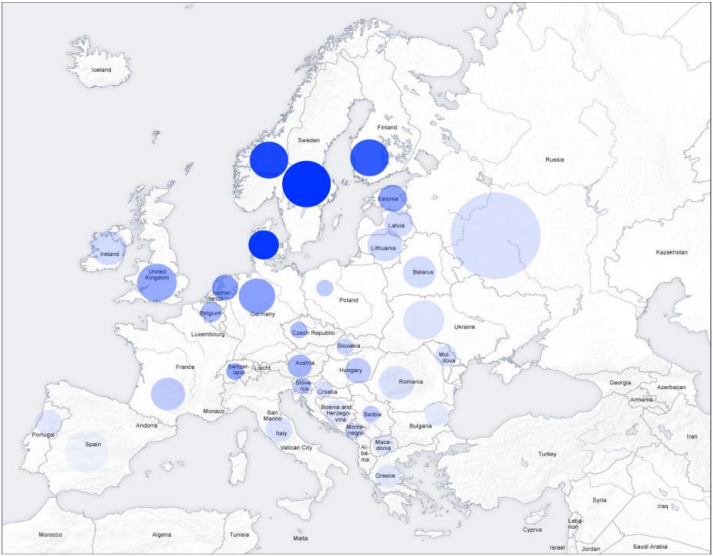 Iceland
Finland
Sweden
Russia
Estonia
Latvia
Ireland
Lithuania
Kazakhstan
United
Kingdom
Belarus
Nether-
lands
Poland
Belgium
Germany
Ukraine
Luxembourg
Czech Republic
Slovakia
Mol-
dova
France
Switzer-
land
Liecht.
Austria
Hungary
Romania
Slove-
nia
Croatia
Georgia
Azerbaijan
Armenia
Monaco
San
Marino
Bosnia and
Herzego-
vina
Serbia
Portugal
Andorra
Italy
Monte-
negro
Bulgaria
Iran
Spain
Vatican City
Al-
ba-
nia
Mace-
donia
Turkey
Greece
Syria
Iraq
Morocco
Algeria
Tunisia
Malta
Cyprus
Leba-
non
Israel
Jordan
Saudi Arabia